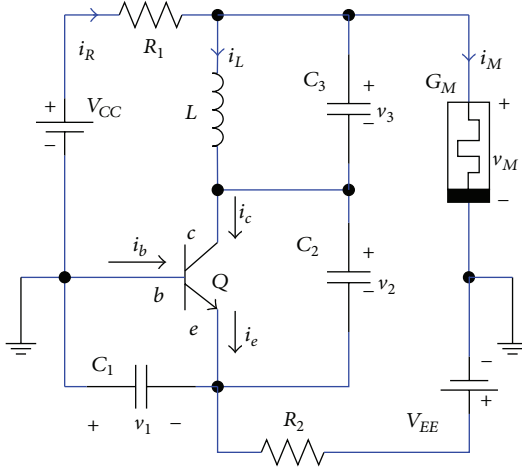 i_R
R_1
i_L
i_M
C_3
+
G_M
+
V_CC
+
−
L
v_3
−
v_M
−
c
i_c
i_b
C_2
+
b
Q
−
v_2
e
i_e
C_1
+
v_1
−
R_2
V_EE
−
+